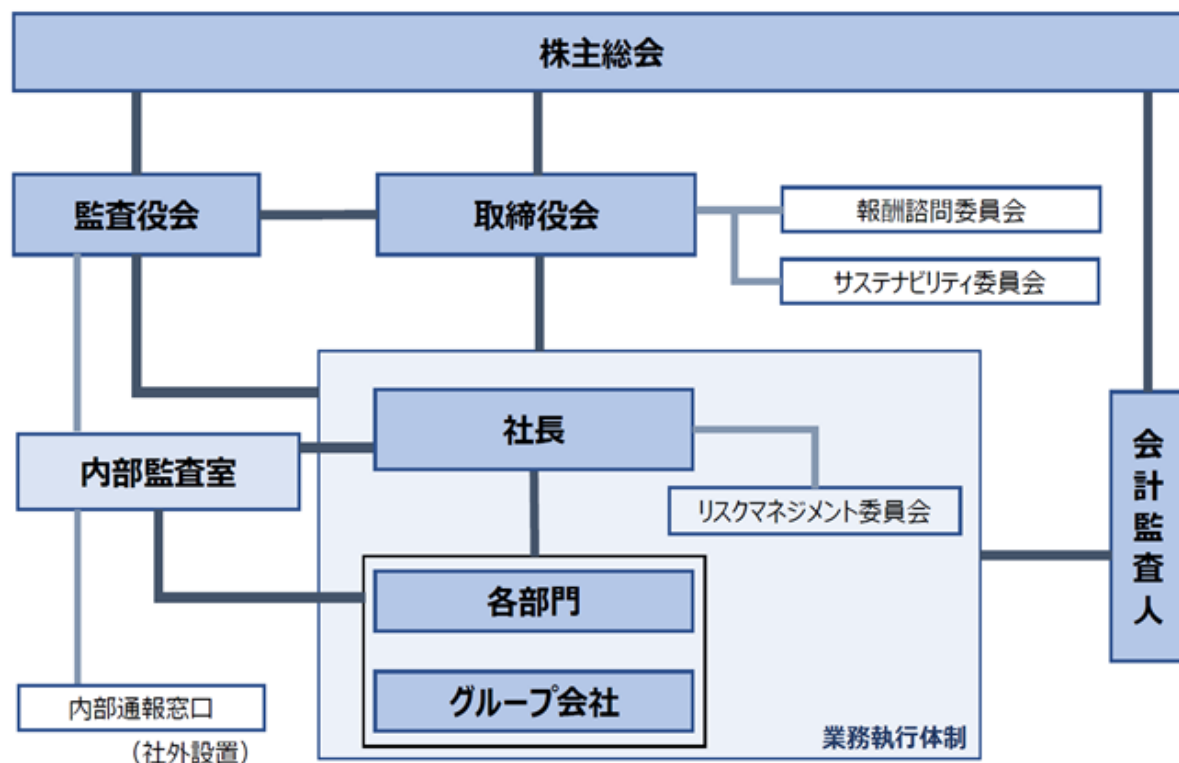 株主総会
監査役会
取締役会
報酬諮問委員会
サステナビリティ委員会
社長
内部監査室
リスクマネジメント委員会
会計監査人
各部門
グループ会社
内部通報窓口
（社外設置）
業務執行体制